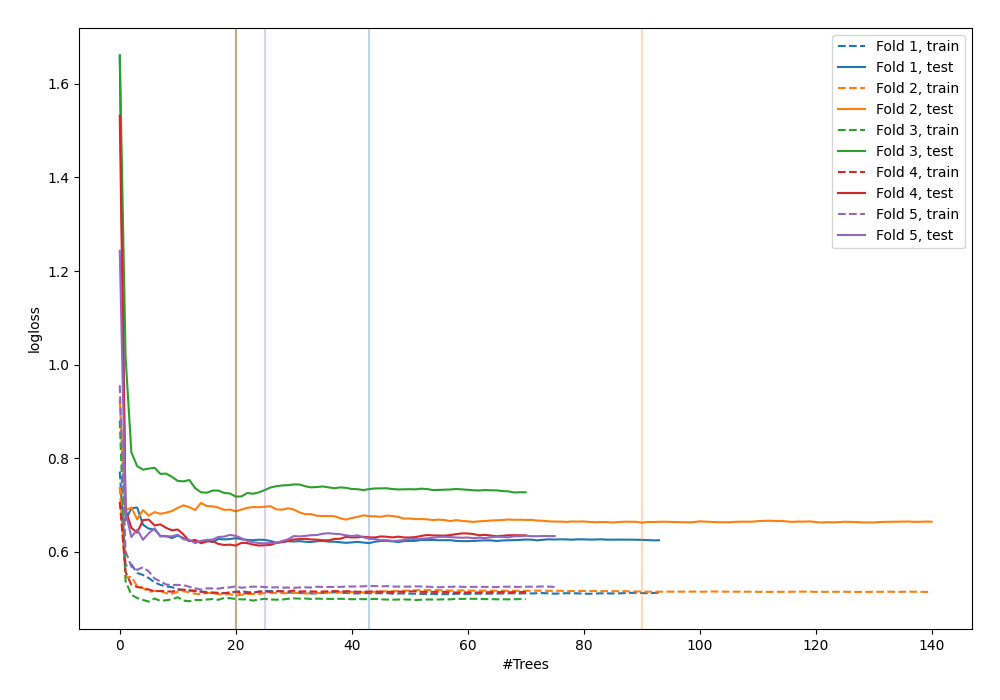 1.6
1.4
1.2
1.0
0.8
0.6
logloss
0
20
40
60
80
100
120
140
#Trees
Fold 1, train
Fold 1, test
Fold 2, train
Fold 2, test
Fold 3, train
Fold 3, test
Fold 4, train
Fold 4, test
Fold 5, train
Fold 5, test